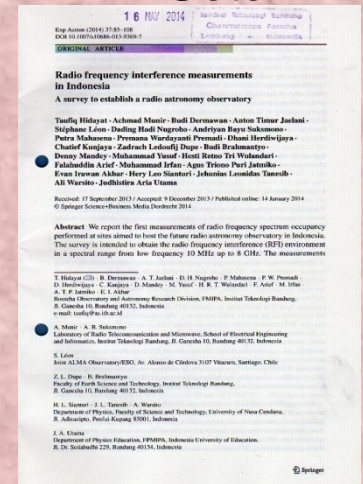 16 MAY 2014
Institut Teknologi Bandung
Observatorium Bosscha
Lembang - Indonesia
Exp Astron (2014) 37:85–108
DOI 10.1007/s10686-013-9369-7
ORIGINAL ARTICLE
Radio frequency interference measurements
in Indonesia
A survey to establish a radio astronomy observatory
Taufiq Hidayat · Achmad Munir · Budi Dermawan · Anton Timur Jaelani ·
Stéphane Léon · Dading Hadi Nugroho · Andriyan Bayu Suksmono ·
Putra Mahasena · Premana Wardayanti Premadi · Dhani Herdiwijaya ·
Chatief Kunjaya · Zadrach Ledoufij Dupe · Budi Brahmantyo ·
Denny Mandey · Muhammad Yusuf · Hesti Retno Tri Wulandari ·
Falahuddin Arief · Muhammad Irfan · Agus Triono Puri Jatmiko ·
Evan Irawan Akbar · Hery Leo Sianturi · Jehunias Leonidas Tanesib ·
Ali Warsito · Judhistira Aria Utama
Received: 17 September 2013 / Accepted: 9 December 2013 / Published online: 14 January 2014
© Springer Science+Business Media Dordrecht 2014
Abstract We report the first measurements of radio frequency spectrum occupancy
performed at sites aimed to host the future radio astronomy observatory in Indonesia.
The survey is intended to obtain the radio frequency interference (RFI) environment
in a spectral range from low frequency 10 MHz up to 8 GHz. The measurements
T. Hidayat · B. Dermawan · A. T. Jaelani · D. H. Nugroho · P. Mahasena · P. W. Premadi ·
D. Herdiwijaya · C. Kunjaya · D. Mandey · M. Yusuf · H. R. T. Wulandari · F. Arief · M. Irfan ·
A. T. P. Jatmiko · E. I. Akbar
Bosscha Observatory and Astronomy Research Division, FMIPA, Institut Teknologi Bandung,
Jl. Ganesha 10, Bandung 40132, Indonesia
e-mail: taufiq@as.itb.ac.id
A. Munir · A. B. Suksmono
Laboratory of Radio Telecommunication and Microwave, School of Electrical Engineering
and Informatics, Institut Teknologi Bandung, Jl. Ganesha 10, Bandung 40132, Indonesia
S. Léon
Joint ALMA Observatory/ESO, Av. Alonso de Córdova 3107 Vitacura, Santiago, Chile
Z. L. Dupe · B. Brahmantyo
Faculty of Earth Science and Technology, Institut Teknologi Bandung,
Jl. Ganesha 10, Bandung 40132, Indonesia
H. L. Sianturi · J. L. Tanesib · A. Warsito
Department of Physics, Faculty of Science and Technology, University of Nusa Cendana,
Jl. Adisucipto, Penfui-Kupang 85001, Indonesia
J. A. Utama
Department of Physics Education, FPMIPA, Indonesia University of Education,
Jl. Dr. Setiabudhi 229, Bandung 40154, Indonesia
Springer